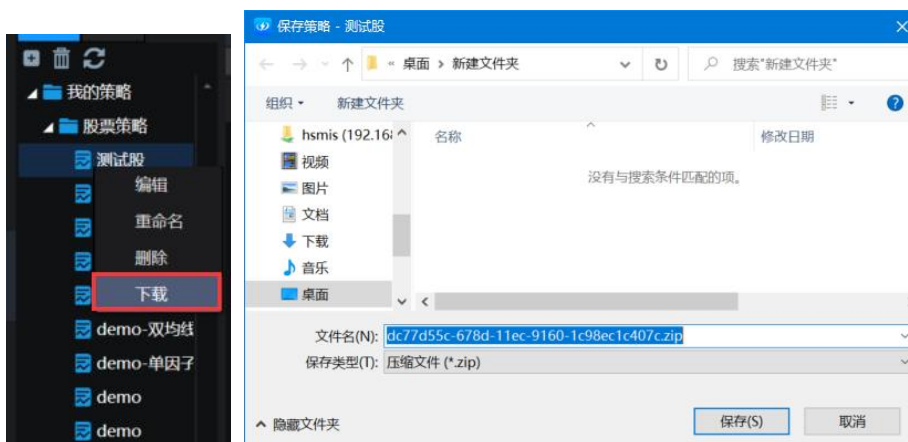 我的策略
股票策略
测试股
编辑
重命名
删除
下载
demo-双均线
demo-单因子
demo
demo
保存策略 - 测试股
« 桌面 › 新建文件夹
搜索"新建文件夹"
组织 新建文件夹
hsmis (192.16
视频
图片
文档
下载
音乐
桌面
名称 修改日期
没有与搜索条件匹配的项。
文件名(N): dc77d55c-678d-11ec-9160-1c98ec1c407c.zip
保存类型(T): 压缩文件 (*.zip)
隐藏文件夹
保存(S) 取消